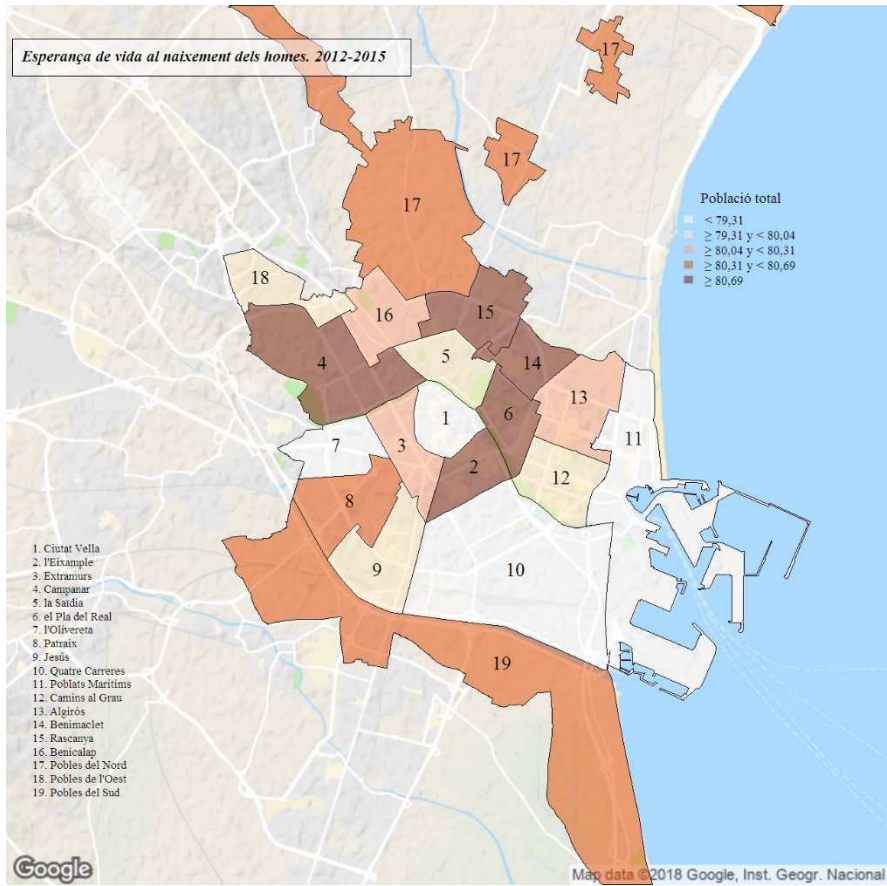 Esperança de vida al naixement dels homes. 2012-2015
17
17
17
Població total
< 79,31
≥ 79,31 y < 80,04
≥ 80,04 y < 80,31
≥ 80,31 y < 80,69
≥ 80,69
18
16
15
4
5
14
13
6
1
11
7
3
2
12
8
10
9
19
1. Ciutat Vella
2. l'Eixample
3. Extramurs
4. Campanar
5. la Saïdia
6. el Pla del Real
7. l'Olivereta
8. Patraix
9. Jesús
10. Quatre Carreres
11. Poblats Marítims
12. Camins al Grau
13. Algirós
14. Benimaclet
15. Rascanya
16. Benicalap
17. Pobles del Nord
18. Pobles de l'Oest
19. Pobles del Sud
Google
Map data ©2018 Google, Inst. Geogr. Nacional